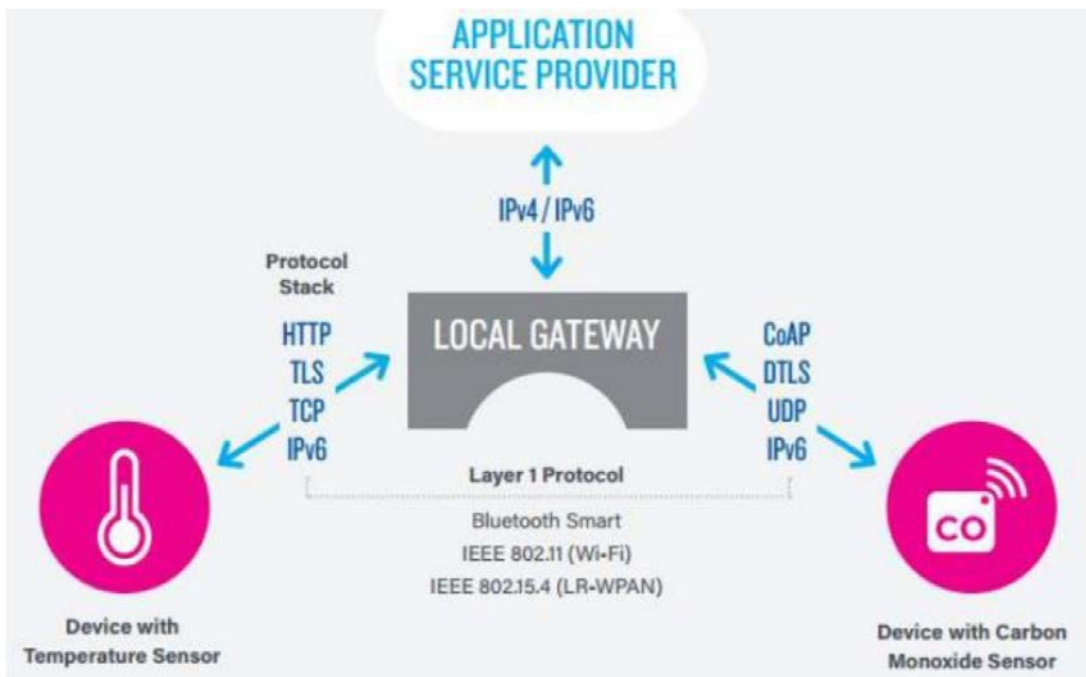 APPLICATION
SERVICE PROVIDER
IPv4 / IPv6
Protocol
Stack
HTTP
TLS
TCP
IPv6
LOCAL GATEWAY
CoAP
DTLS
UDP
IPv6
Layer 1 Protocol
Bluetooth Smart
IEEE 802.11 (Wi-Fi)
IEEE 802.15.4 (LR-WPAN)
CO
Device with
Temperature Sensor
Device with Carbon
Monoxide Sensor